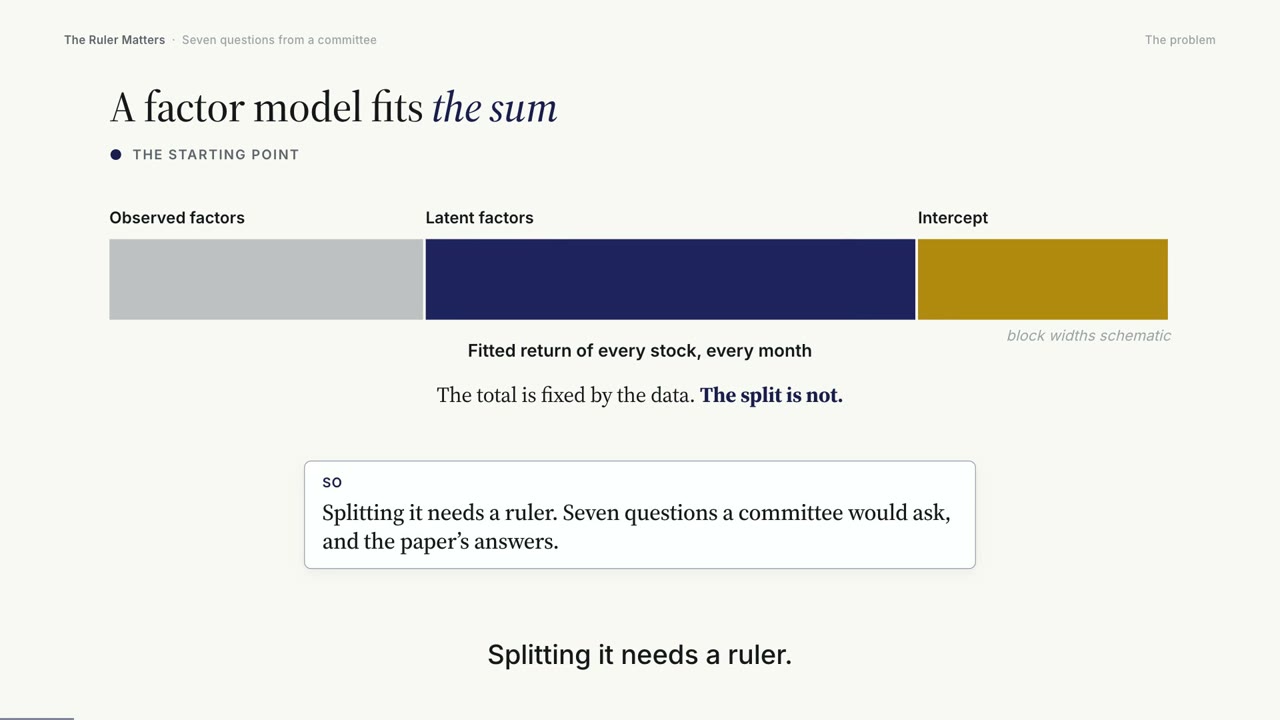 The Ruler Matters · Seven questions from a committee
The problem
A factor model fits the sum
THE STARTING POINT
Observed factors
Latent factors
Intercept
block widths schematic
Fitted return of every stock, every month
The total is fixed by the data. The split is not.
SO
Splitting it needs a ruler. Seven questions a committee would ask,
and the paper’s answers.
Splitting it needs a ruler.